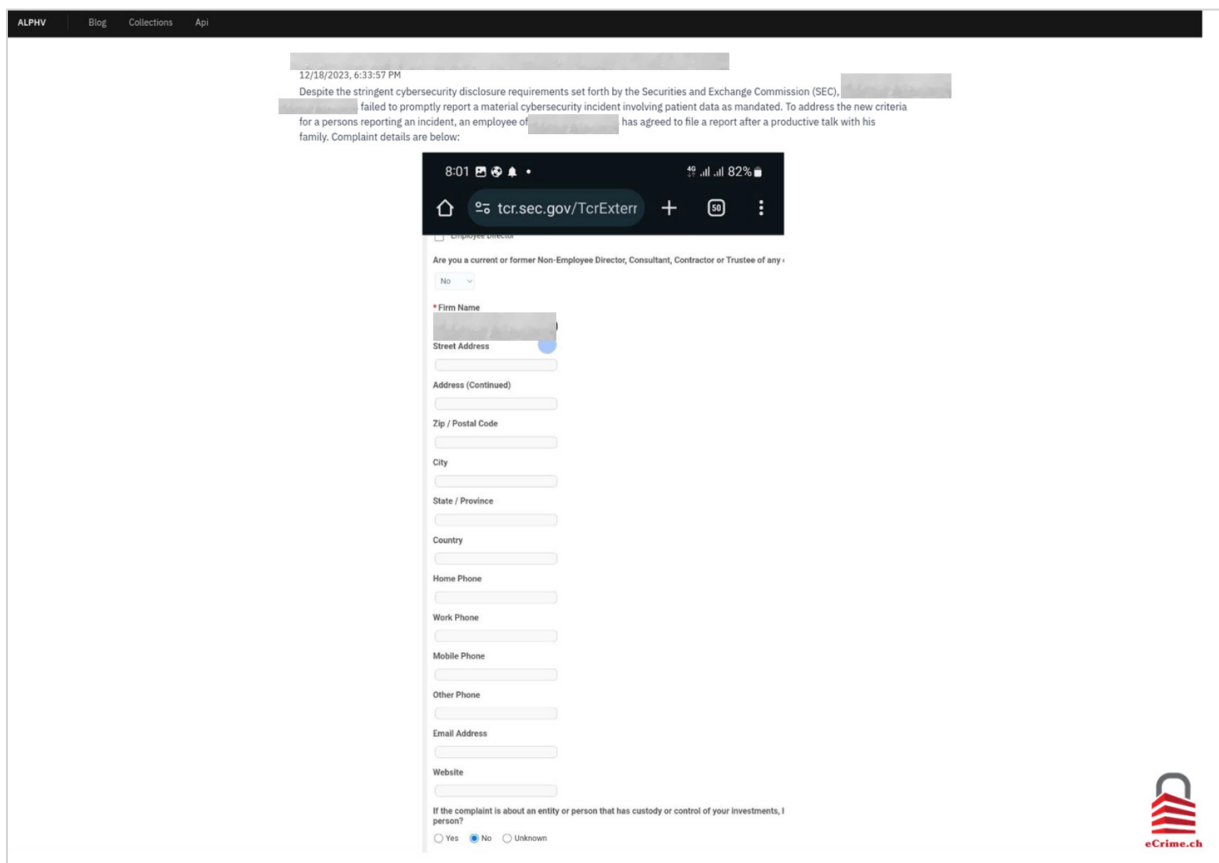 ALPHV Blog Collections Api
12/18/2023, 6:33:57 PM
Despite the stringent cybersecurity disclosure requirements set forth by the Securities and Exchange Commission (SEC),
failed to promptly report a material cybersecurity incident involving patient data as mandated. To address the new criteria
for a persons reporting an incident, an employee of has agreed to file a report after a productive talk with his
family. Complaint details are below:
8:01 4G 82%
tcr.sec.gov/TcrExterr 50
Employee Director
Are you a current or former Non-Employee Director, Consultant, Contractor or Trustee of any
No
* Firm Name
Street Address
Address (Continued)
Zip / Postal Code
City
State / Province
Country
Home Phone
Work Phone
Mobile Phone
Other Phone
Email Address
Website
If the complaint is about an entity or person that has custody or control of your investments,
person?
Yes No Unknown
eCrime.ch